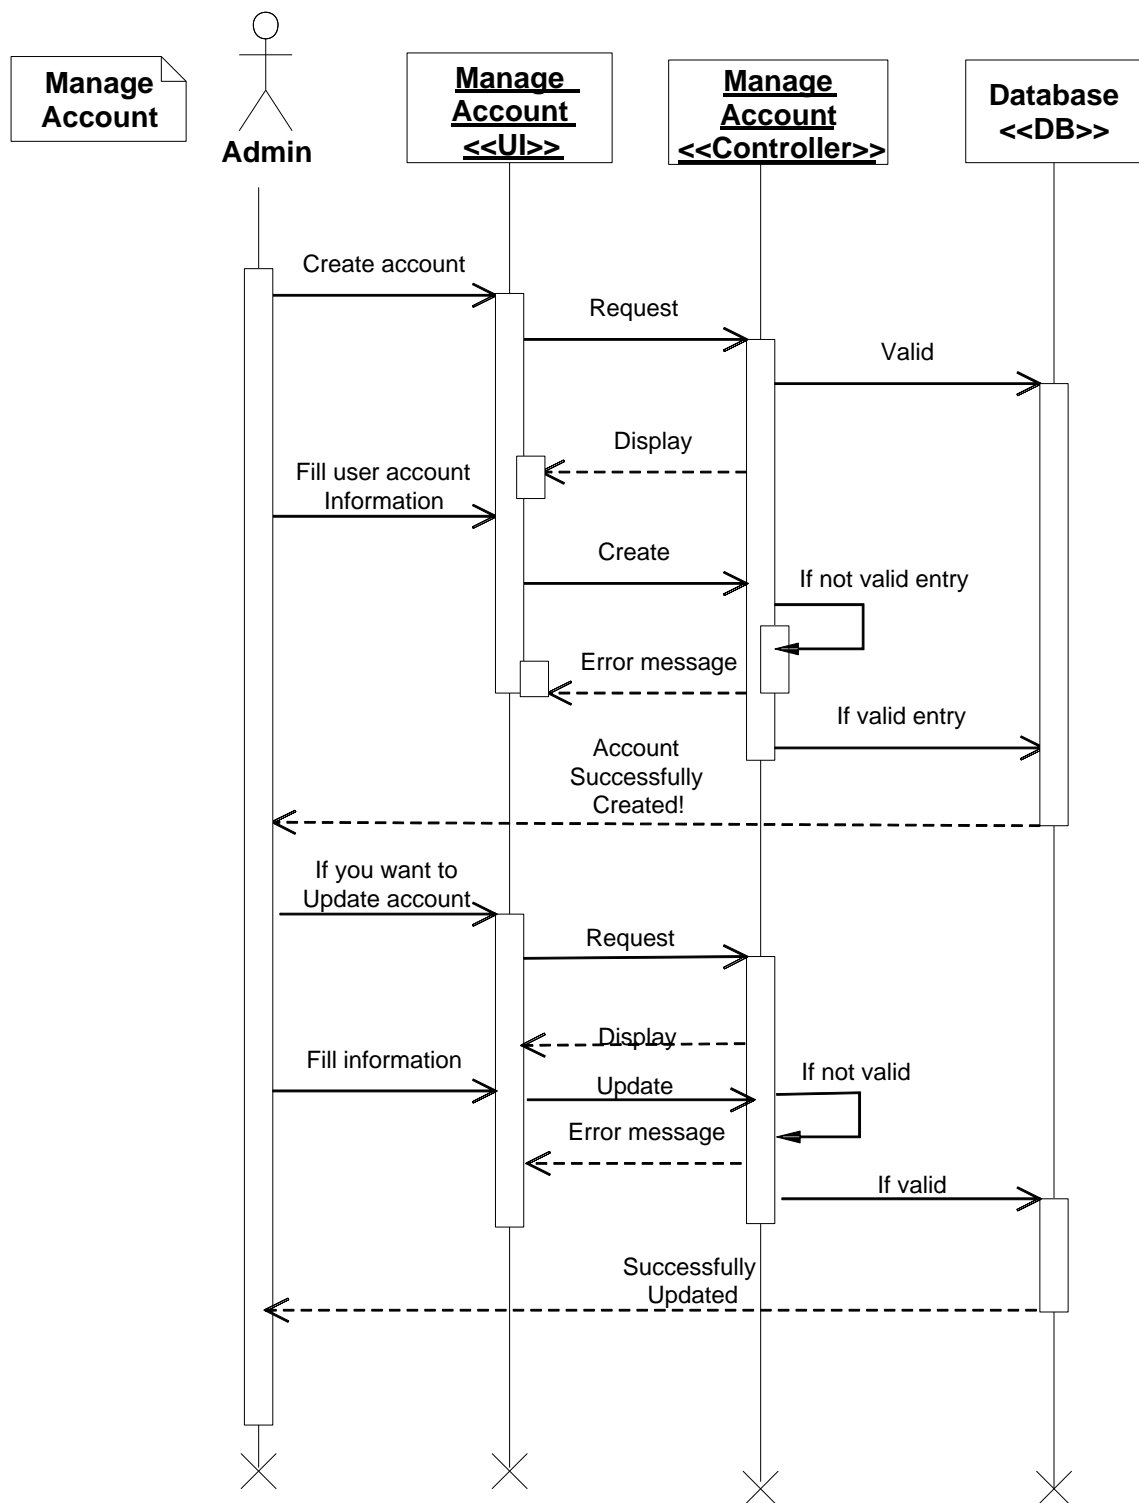 Manage
Account
Admin
Manage
Account
<<UI>>
Manage
Account
<<Controller>>
Database
<<DB>>
Create account
Request
Valid
Display
Fill user account
Information
Create
If not valid entry
Error message
If valid entry
Account
Successfully
Created!
If you want to
Update account
Request
Display
Fill information
If not valid
Update
Error message
If valid
Successfully
Updated